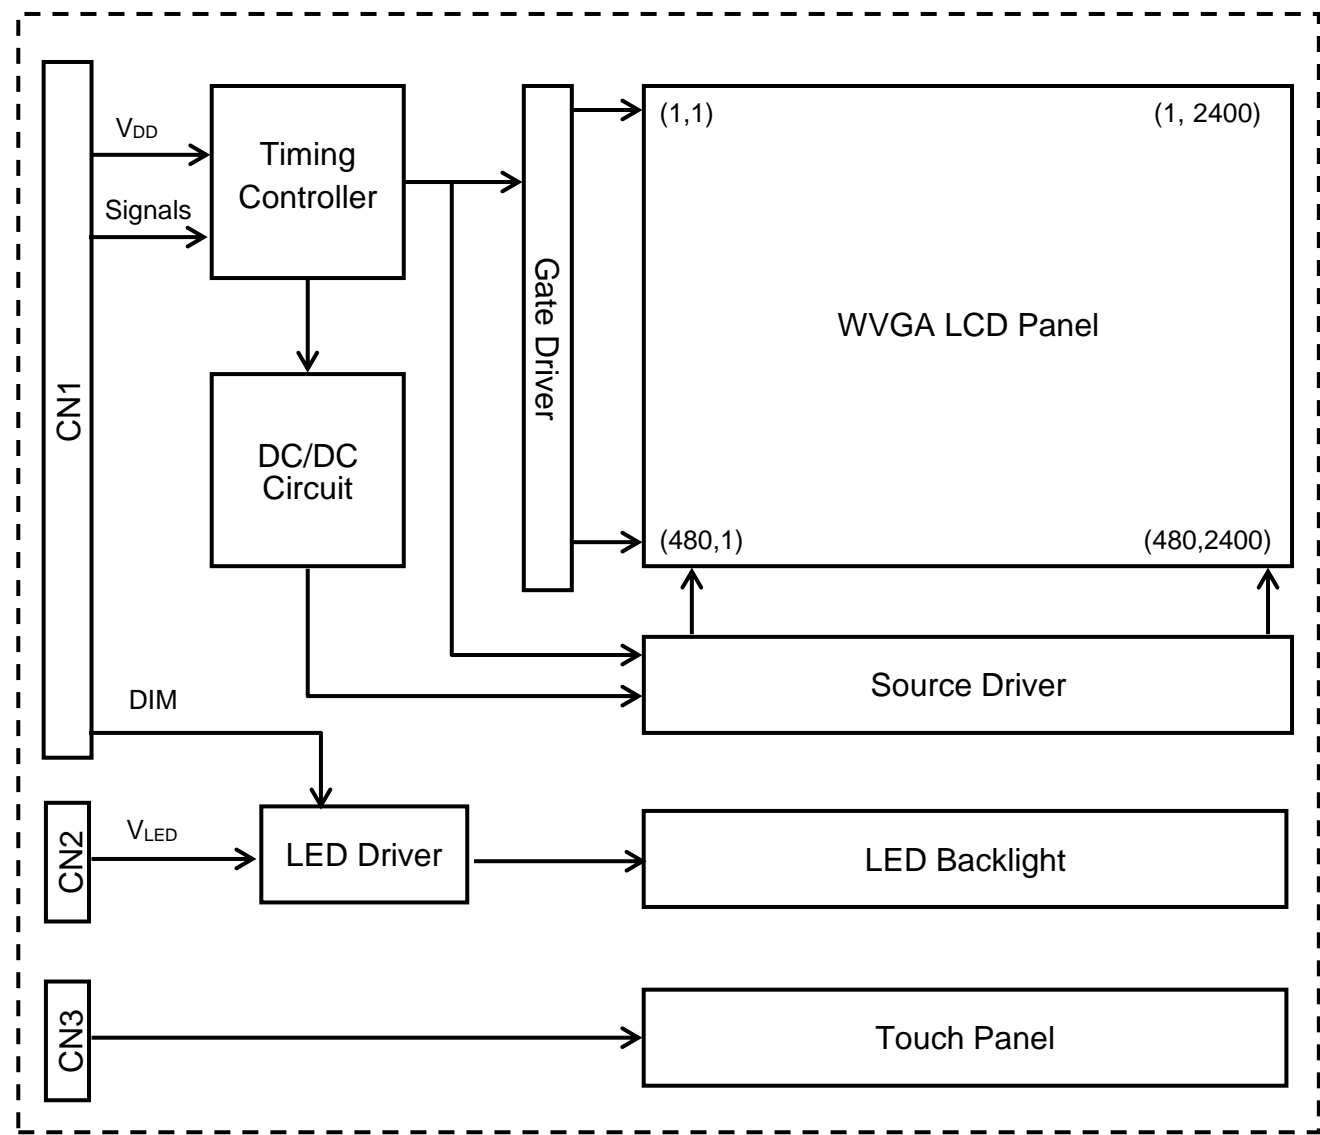 CN1
VDD
Signals
Timing
Controller
DC/DC
Circuit
Gate Driver
(1,1)
(1, 2400)
WVGA LCD Panel
(480,1)
(480,2400)
Source Driver
DIM
CN2
VLED
LED Driver
LED Backlight
CN3
Touch Panel